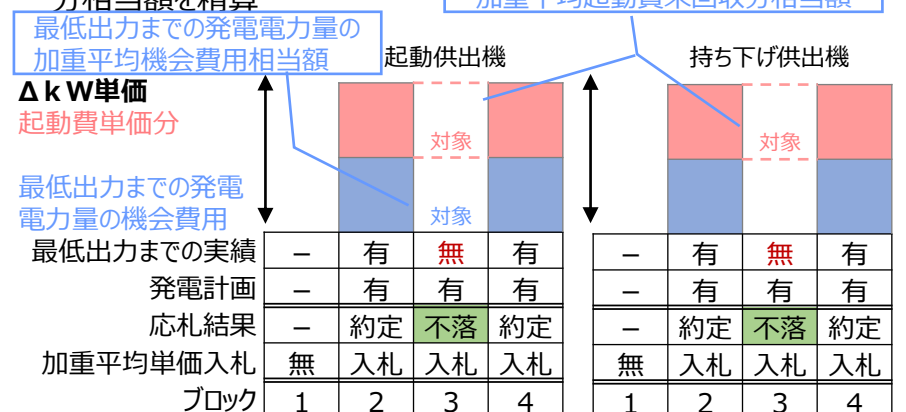 分相当額を精算
加重平均起動費未回収分相当額
最低出力までの発電電力量の
加重平均機会費用相当額
起動供出機
持ち下げ供出機
ΔkW単価
起動費単価分
対象
対象
最低出力までの発電
電力量の機会費用
対象
最低出力までの実績 – 有 無 有 – 有 無 有
発電計画 – 有 有 有 – 有 有 有
応札結果 – 約定 不落 約定 – 約定 不落 約定
加重平均単価入札 無 入札 入札 入札 無 入札 入札 入札
ブロック 1 2 3 4 1 2 3 4